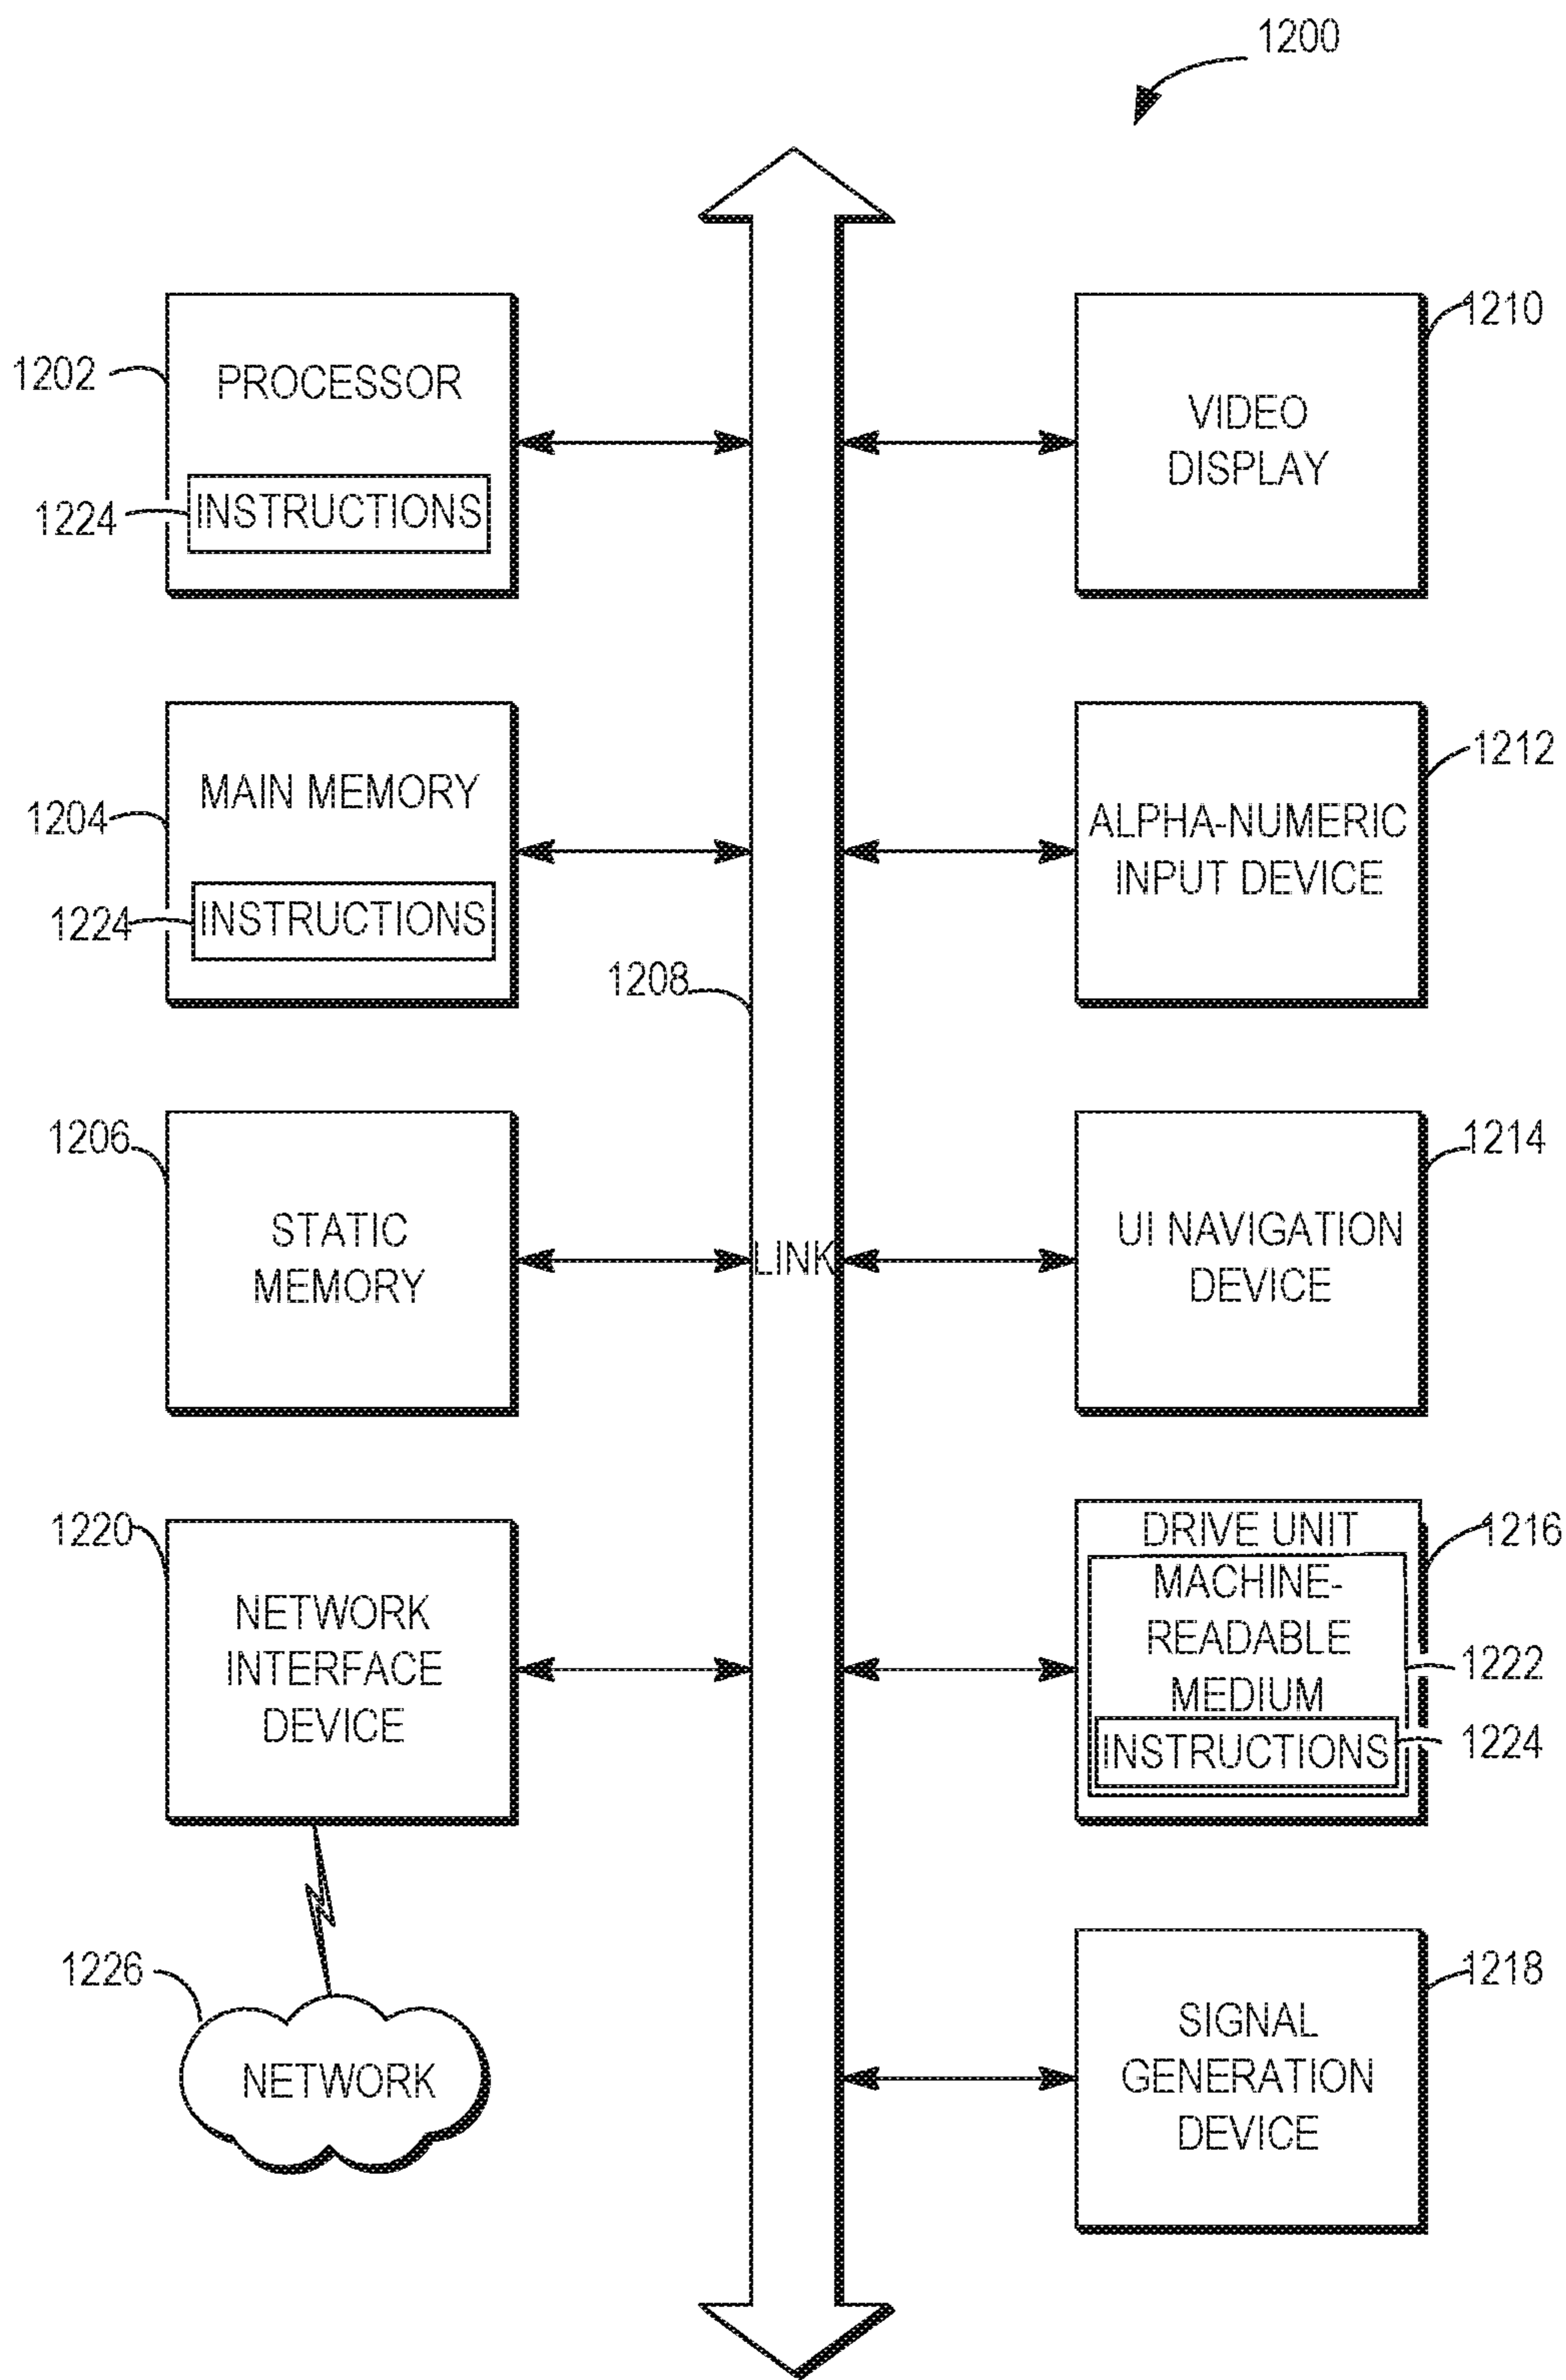 1200
1202
PROCESSOR
1224
INSTRUCTIONS
1210
VIDEO
DISPLAY
1204
MAIN MEMORY
1224
INSTRUCTIONS
1212
ALPHA-NUMERIC
INPUT DEVICE
1208
1206
STATIC
MEMORY
LINK
1214
UI NAVIGATION
DEVICE
1220
NETWORK
INTERFACE
DEVICE
1216
DRIVE UNIT
MACHINE-
READABLE
MEDIUM
1222
INSTRUCTIONS
1224
1226
NETWORK
1218
SIGNAL
GENERATION
DEVICE